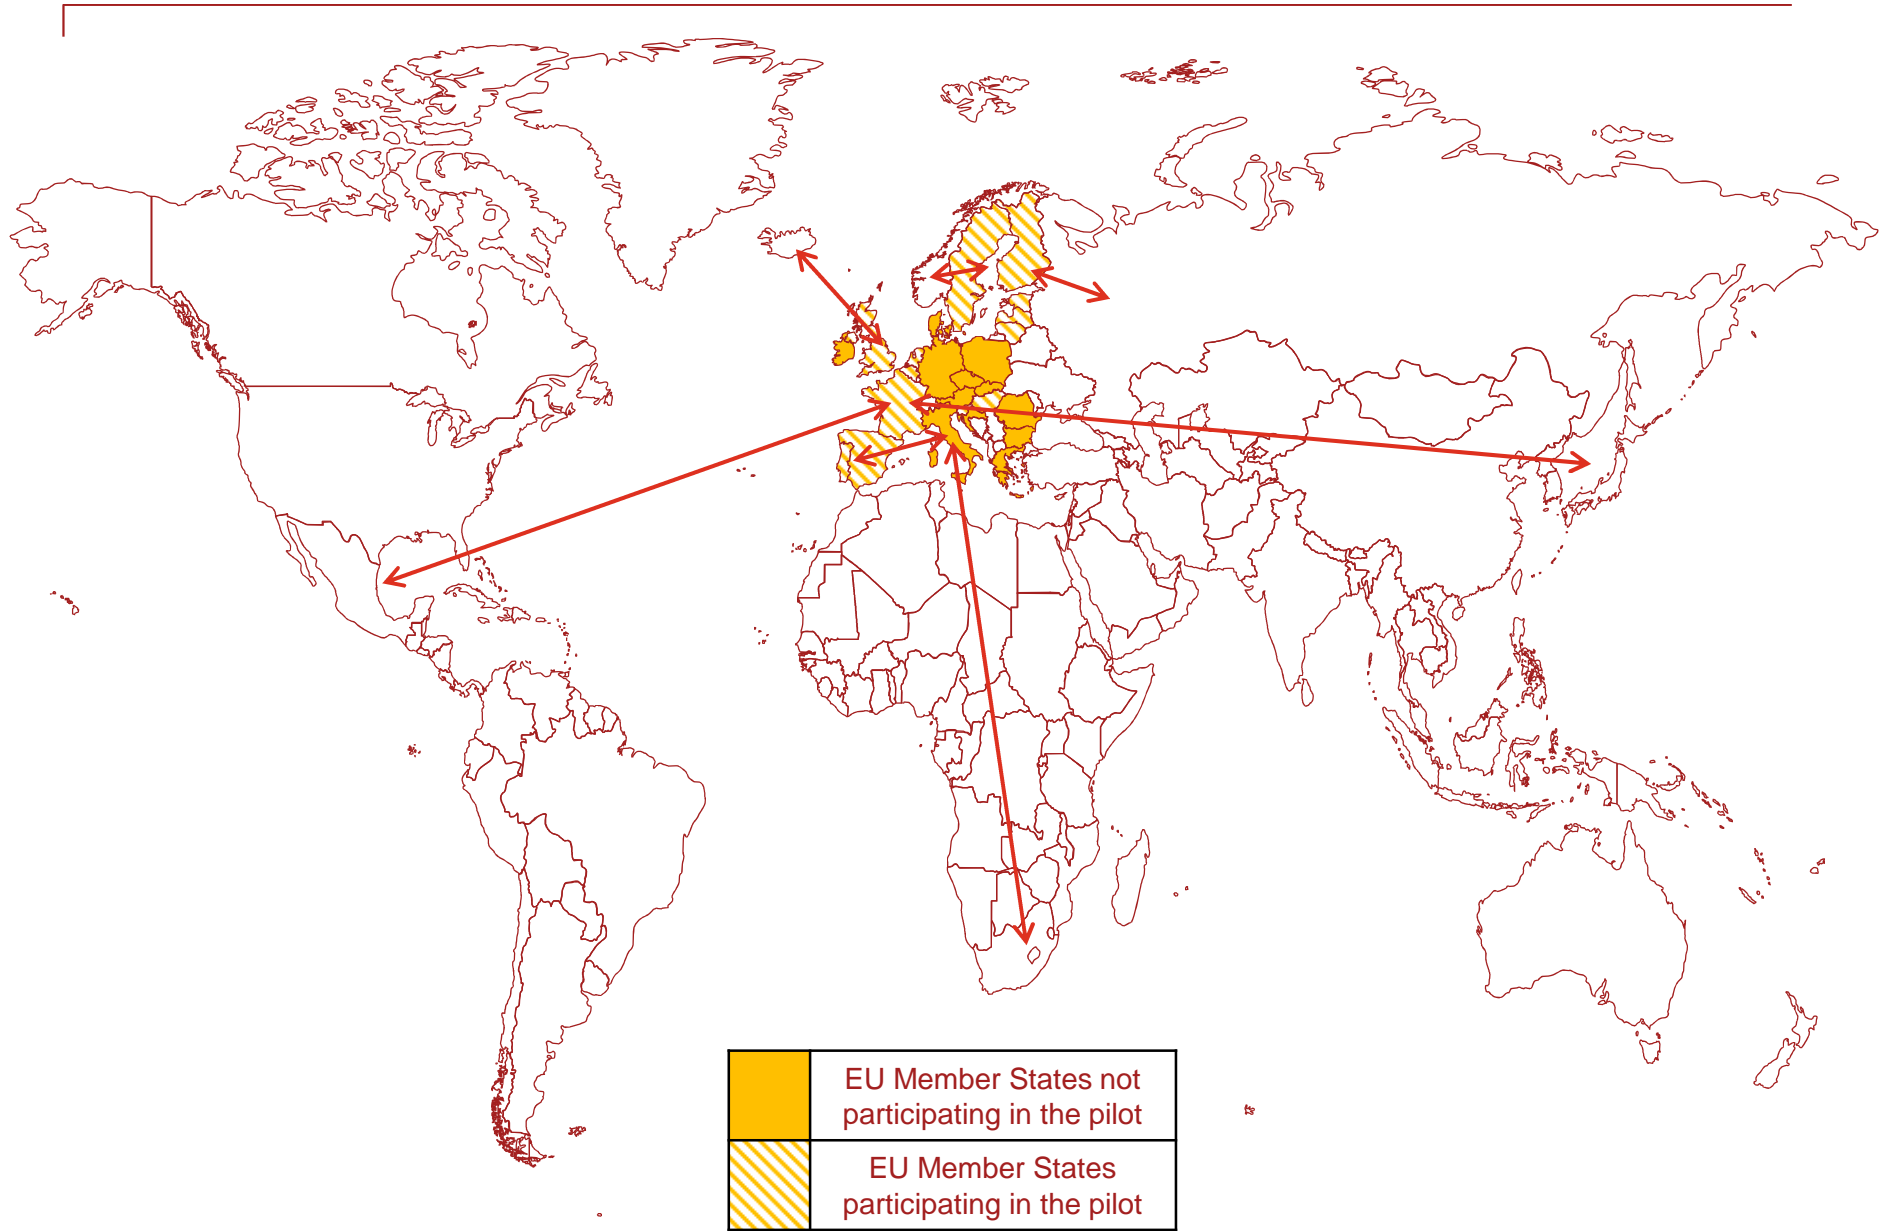 EU Member States not
participating in the pilot
EU Member States
participating in the pilot